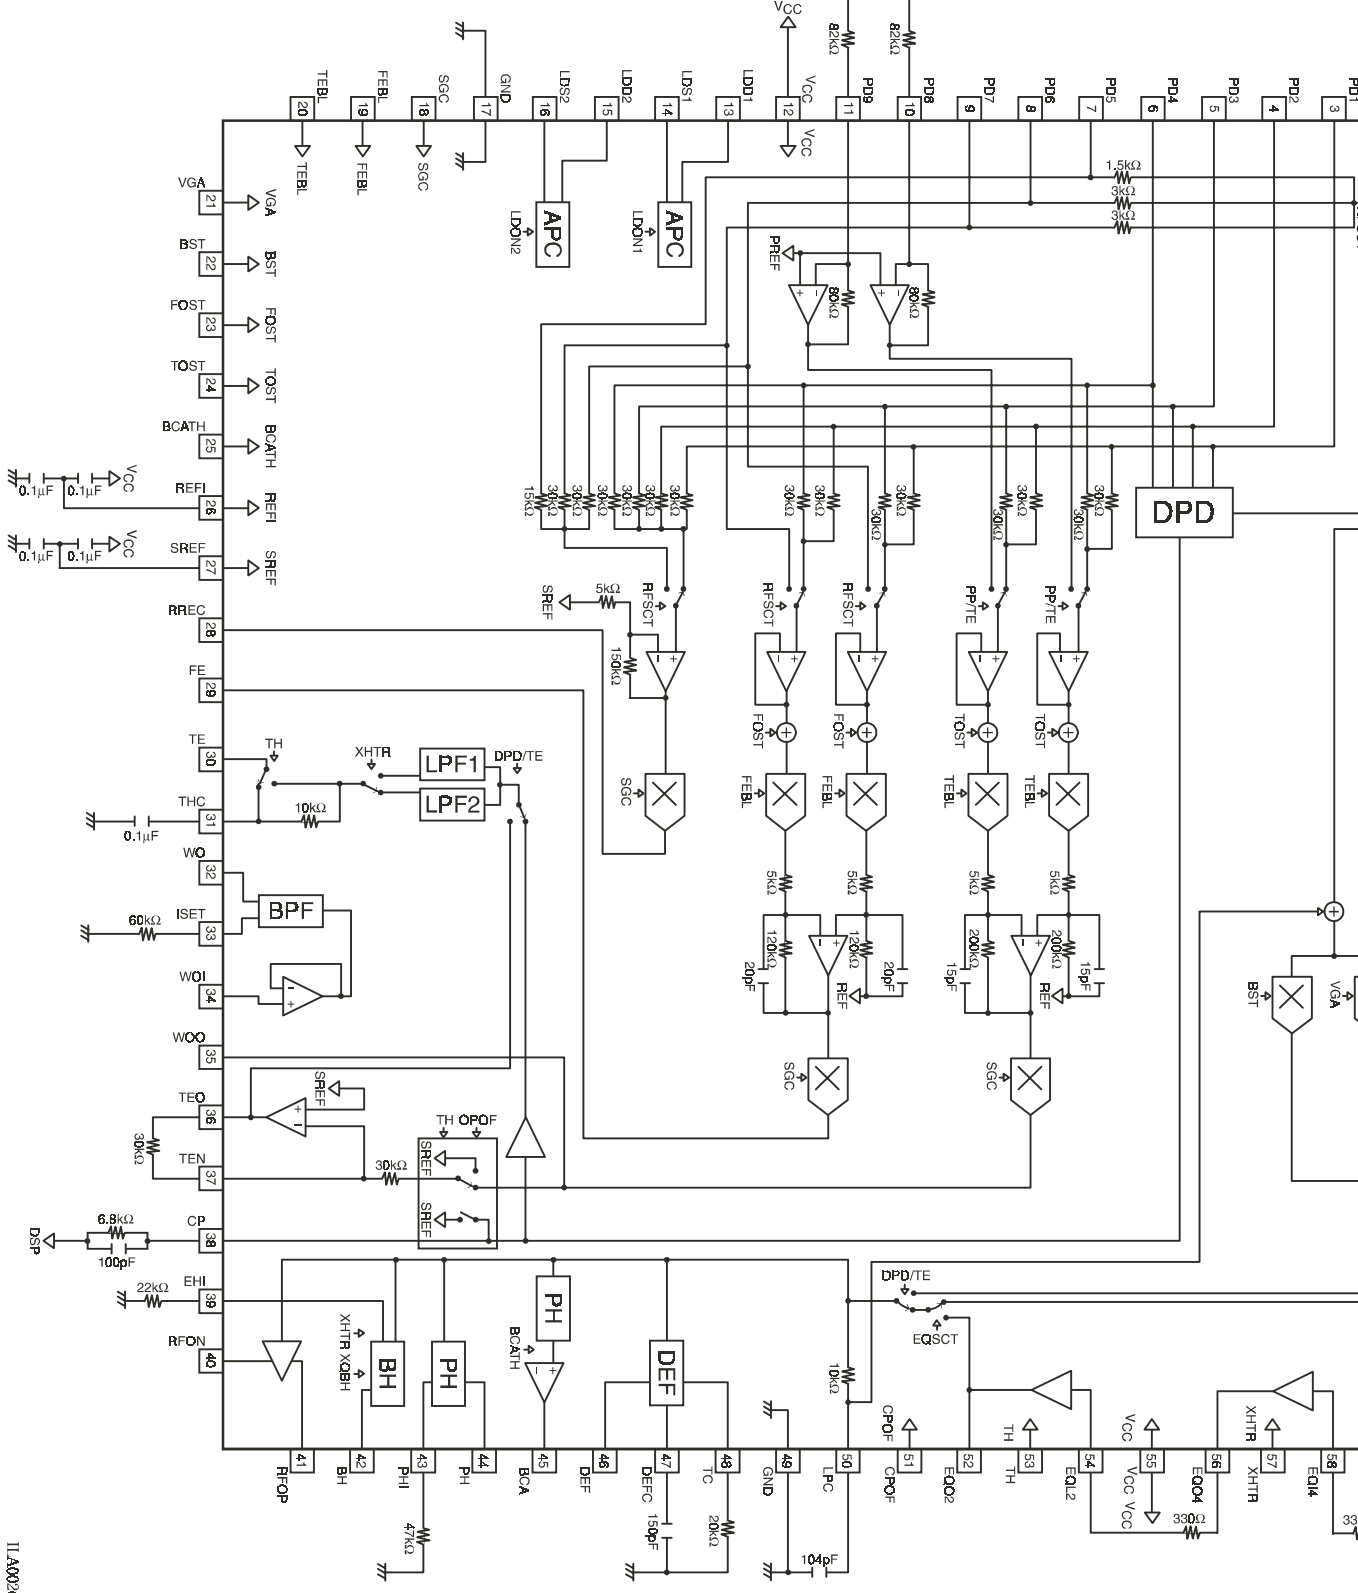 VCC
82kΩ
82kΩ
TEBL
FEBL
SGC
GND
LDS2
LDD2
LDS1
LDD1
VCC
PD9
PD8
PD7
PD6
PD5
PD4
PD3
PD2
PD1
20
19
18
17
16
15
14
13
12
11
10
9
8
7
6
5
4
3
TEBL
FEBL
SGC
VCC
1.5kΩ
3kΩ
3kΩ
VGA
21
VGA
LDON2
APC
LDON1
APC
PREF
BST
22
BST
+
−
80kΩ
+
−
80kΩ
FOST
23
FOST
TOST
24
TOST
BCATH
25
BCATH
VCC
0.1µF
0.1µF
REFI
26
REFI
15kΩ
30kΩ
30kΩ
30kΩ
30kΩ
30kΩ
30kΩ
30kΩ
30kΩ
30kΩ
30kΩ
30kΩ
30kΩ
30kΩ
30kΩ
DPD
VCC
0.1µF
0.1µF
SREF
27
SREF
SREF
5kΩ
RFSCT
RFSCT
RFSCT
PP/TE
PP/TE
RREC
28
150kΩ
−
+
−
+
−
+
−
+
−
+
FE
29
FOST
+
FOST
+
TOST
+
TOST
+
TE
30
TH
XHTR
LPF1
DPD/TE
LPF2
SGC
FEBL
FEBL
TEBL
TEBL
THC
31
10kΩ
0.1µF
WO
32
5kΩ
5kΩ
5kΩ
5kΩ
BPF
ISET
33
60kΩ
120kΩ
−
+
120kΩ
200kΩ
−
+
200kΩ
+
20pF
REF
20pF
15pF
REF
15pF
WOI
34
−
+
BST
VGA
WOO
35
SREF
SGC
SGC
TEO
36
+
−
30kΩ
TH OPOF
SREF
TEN
37
30kΩ
SREF
CP
38
6.8kΩ
100pF
DSP
EHI
39
22kΩ
DPD/TE
EQSCT
RFON
40
XHTR XQBH
BH
PH
PH
BCATH
−
+
DEF
10kΩ
CPOF
TH
VCC
XHTR
41
42
43
44
45
46
47
48
49
50
51
52
53
54
55
56
57
58
RFOP
BH
PHI
PH
BCA
DEF
DEFC
TC
GND
LPC
CPOF
EQO2
TH
EQL2
VCC
VCC
EQO4
XHTR
EQI4
47kΩ
150pF
20kΩ
104pF
330Ω
33